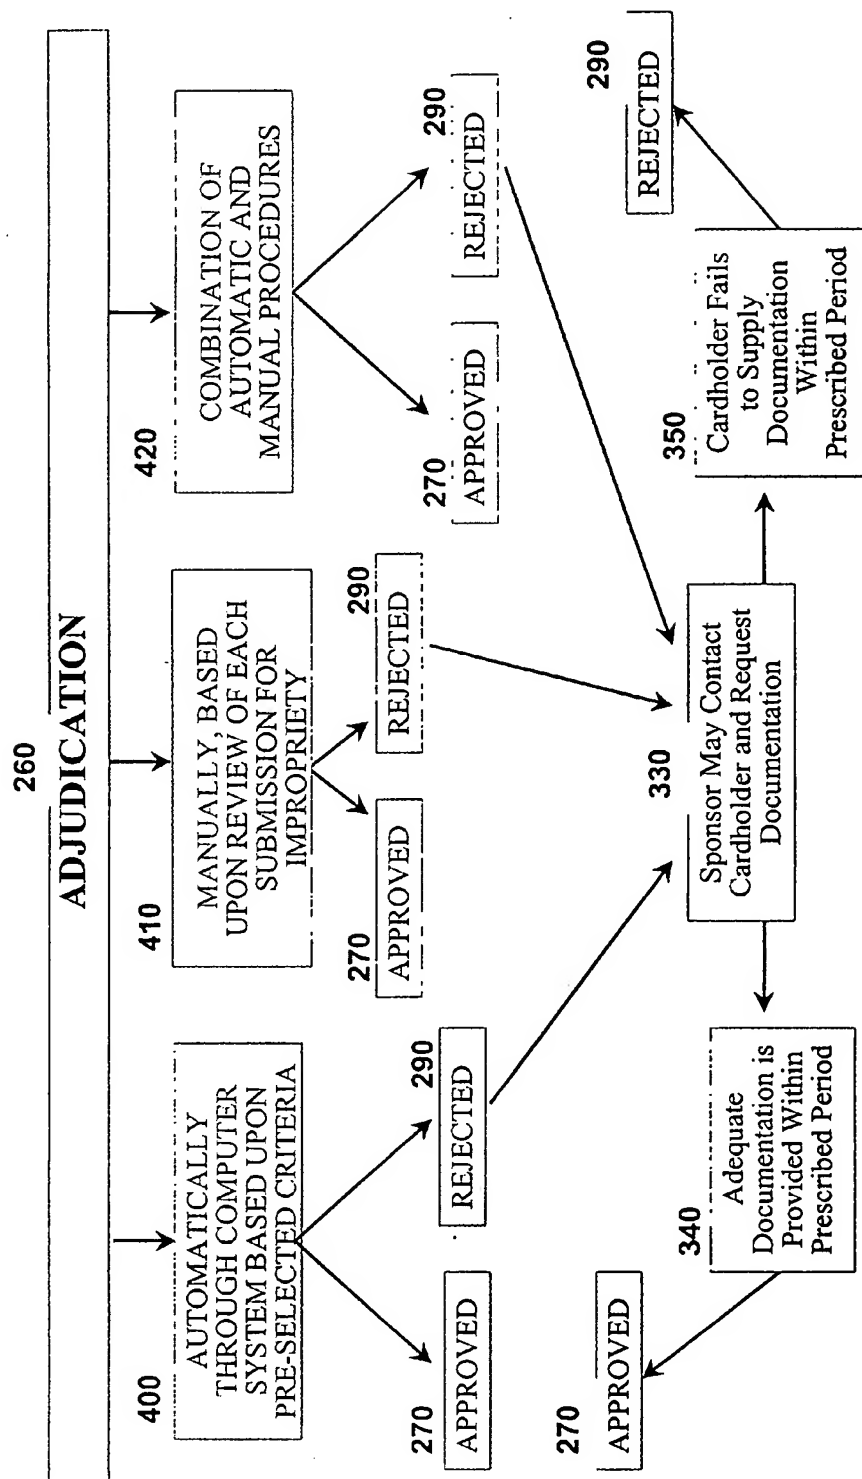 260
ADJUDICATION
400
AUTOMATICALLY
THROUGH COMPUTER
SYSTEM BASED UPON
PRE-SELECTED CRITERIA
410
MANUALLY, BASED
UPON REVIEW OF EACH
SUBMISSION FOR
IMPROPRIETY
420
COMBINATION OF
AUTOMATIC AND
MANUAL PROCEDURES
270
APPROVED
290
REJECTED
270
APPROVED
290
REJECTED
270
APPROVED
290
REJECTED
330
Sponsor May Contact
Cardholder and Request
Documentation
340
Adequate
Documentation is
Provided Within
Prescribed Period
270
APPROVED
350
Cardholder Fails
to Supply
Documentation
Within
Prescribed Period
290
REJECTED